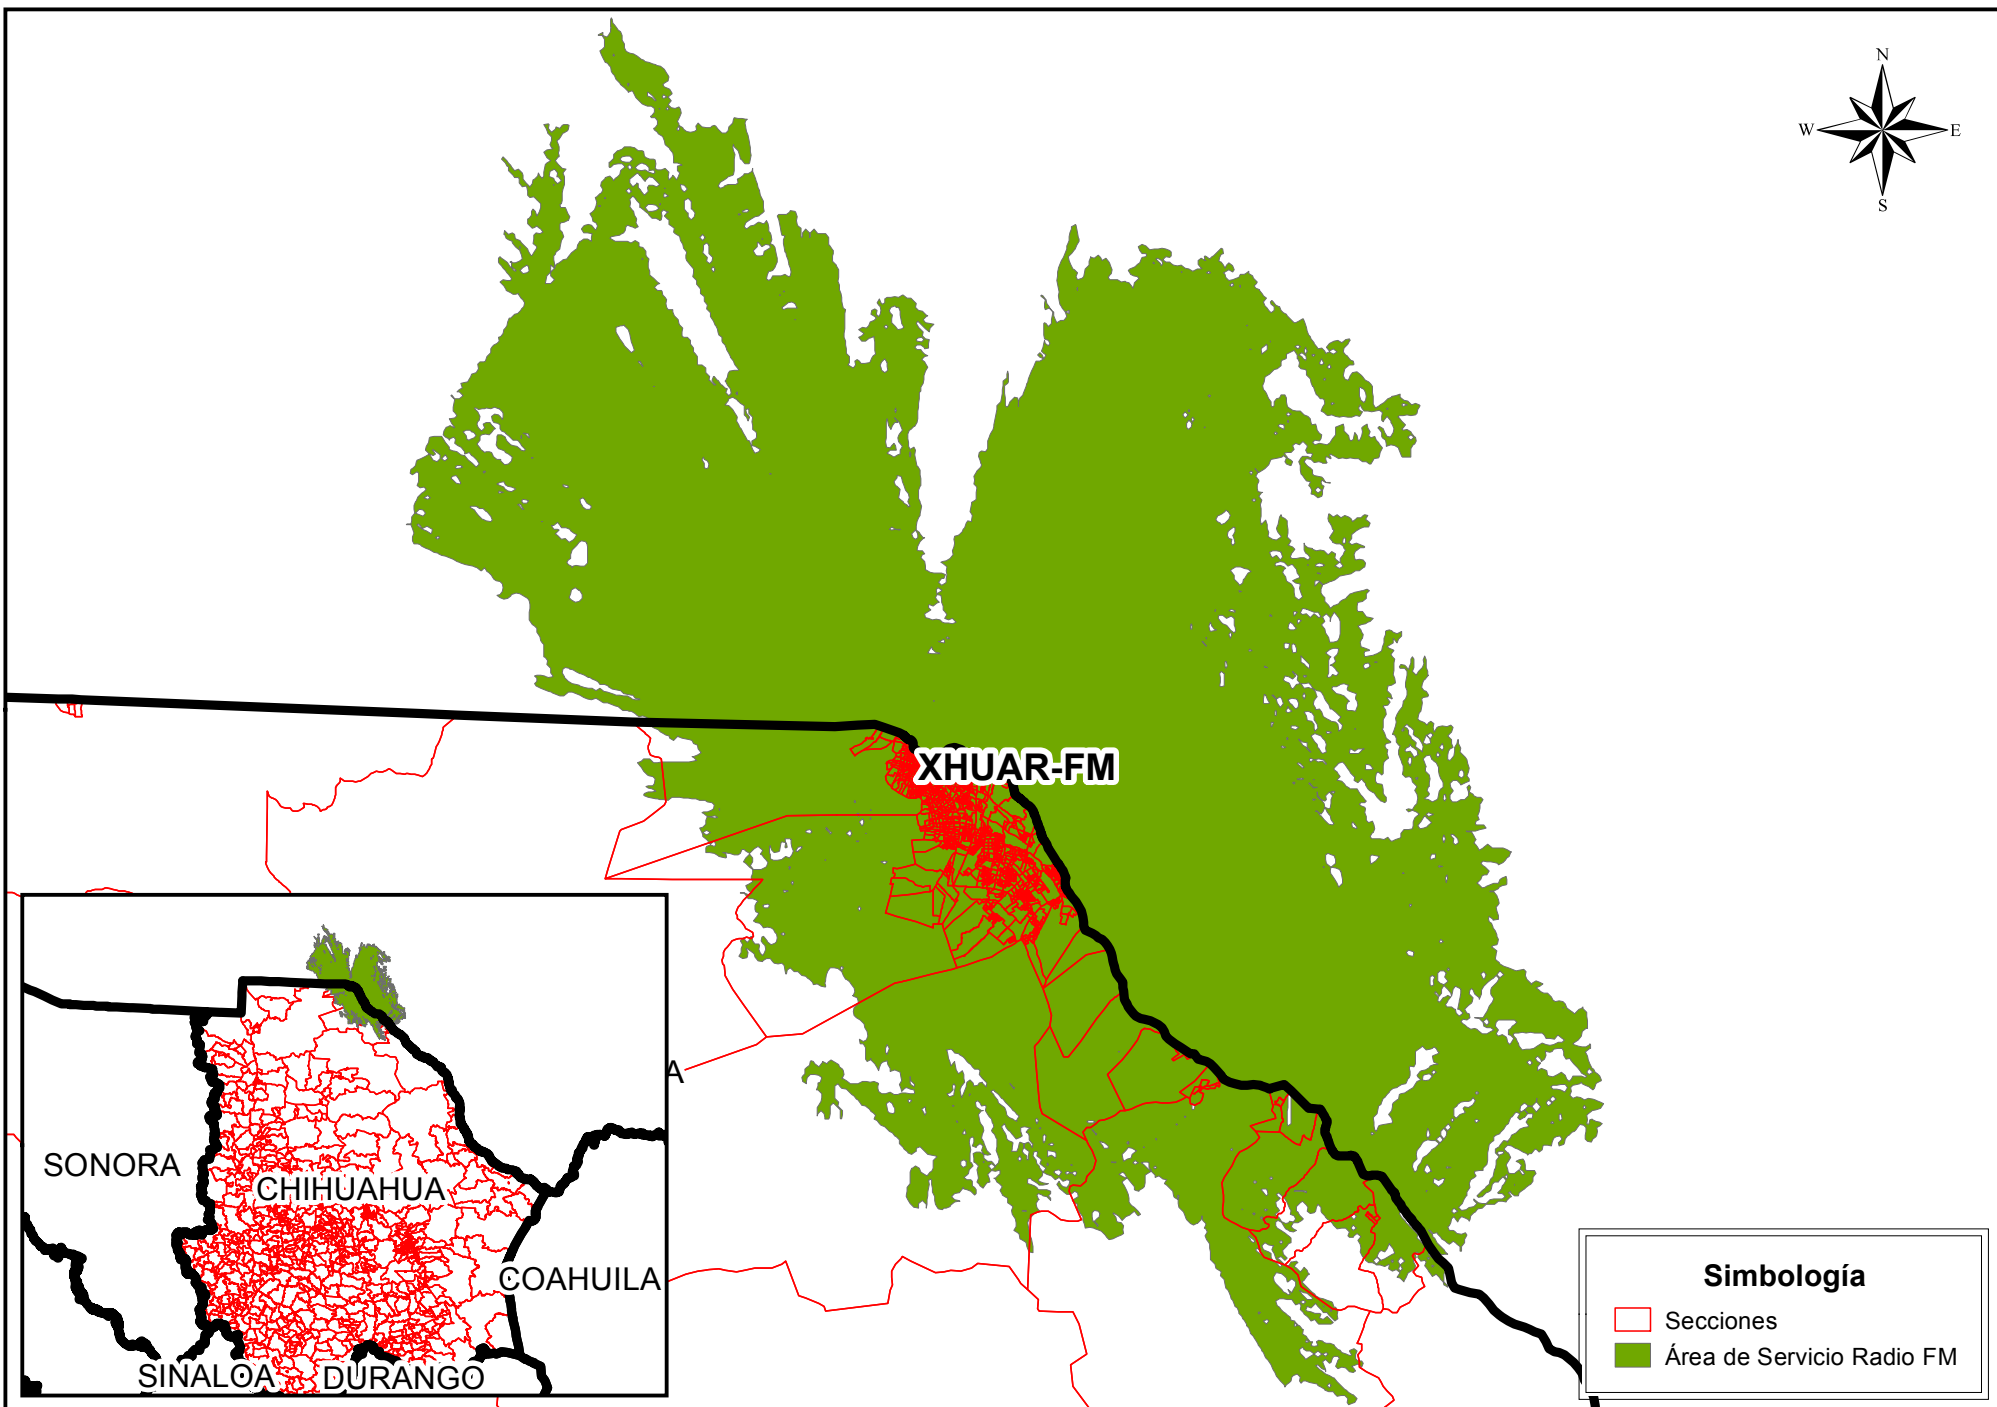 N
W E
S
XHUAR-FM
A
SONORA
CHIHUAHUA
COAHUILA
SINALOA
DURANGO
Simbología
Secciones
Área de Servicio Radio FM